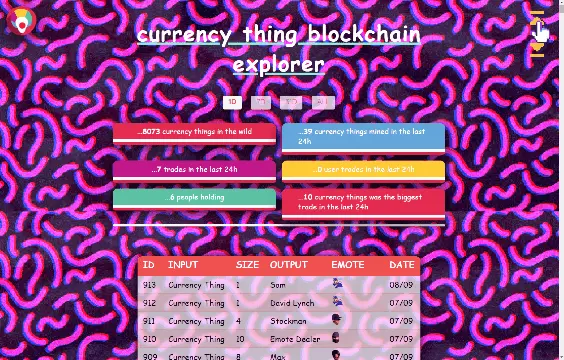 currency thing blockchain
explorer
1D
ALL
...8073 currency things in the wild
...39 currency things mined in the last
24h
...7 trades in the last 24h
...0 user trades in the last 24h
...6 people holding
...10 currency things was the biggest
trade in the last 24h
ID INPUT SIZE OUTPUT EMOTE DATE
913 Currency Thing 1 Sam 08/09
912 Currency Thing 1 David Lynch 07/09
911 Currency Thing 4 Stockman 07/09
910 Currency Thing 10 Emote Dealer 07/09
909 Currency Thing 8 Max 07/09